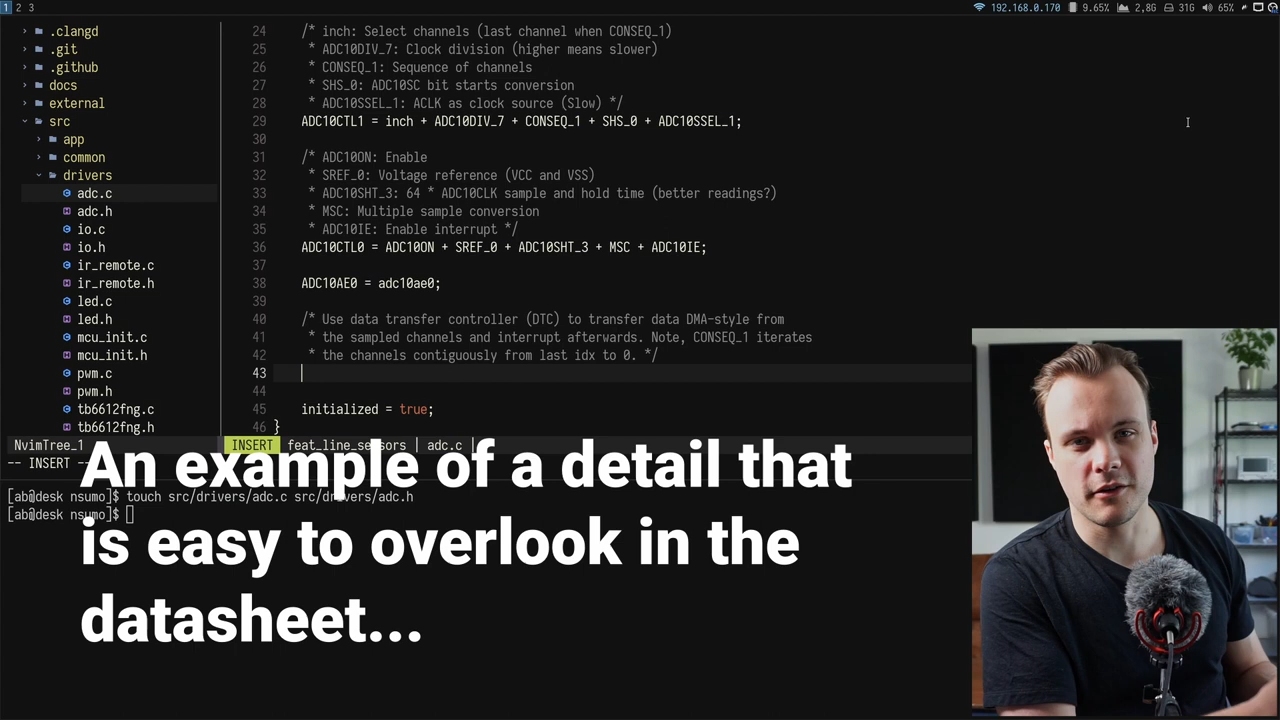 1 2 3
192.168.0.170 9.65% 2,8G 31G 65%
.clangd
.git
.github
docs
external
src
app
common
drivers
adc.c
adc.h
io.c
io.h
ir_remote.c
ir_remote.h
led.c
led.h
mcu_init.c
mcu_init.h
pwm.c
pwm.h
tb6612fng.c
tb6612fng.h
24 /* inch: Select channels (last channel when CONSEQ_1)
25 * ADC10DIV_7: Clock division (higher means slower)
26 * CONSEQ_1: Sequence of channels
27 * SHS_0: ADC10SC bit starts conversion
28 * ADC10SSEL_1: ACLK as clock source (Slow) */
29 ADC10CTL1 = inch + ADC10DIV_7 + CONSEQ_1 + SHS_0 + ADC10SSEL_1;
30
31 /* ADC10ON: Enable
32 * SREF_0: Voltage reference (VCC and VSS)
33 * ADC10SHT_3: 64 * ADC10CLK sample and hold time (better readings?)
34 * MSC: Multiple sample conversion
35 * ADC10IE: Enable interrupt */
36 ADC10CTL0 = ADC10ON + SREF_0 + ADC10SHT_3 + MSC + ADC10IE;
37
38 ADC10AE0 = adc10ae0;
39
40 /* Use data transfer controller (DTC) to transfer data DMA-style from
41 * the sampled channels and interrupt afterwards. Note, CONSEQ_1 iterates
42 * the channels contiguously from last idx to 0. */
43
44
45 initialized = true;
46 }
NvimTree_1 INSERT feat_line_sensors | adc.c |
-- INSERT --
[ab@desk nsumo]$ touch src/drivers/adc.c src/drivers/adc.h
[ab@desk nsumo]$
An example of a detail that
is easy to overlook in the
datasheet...